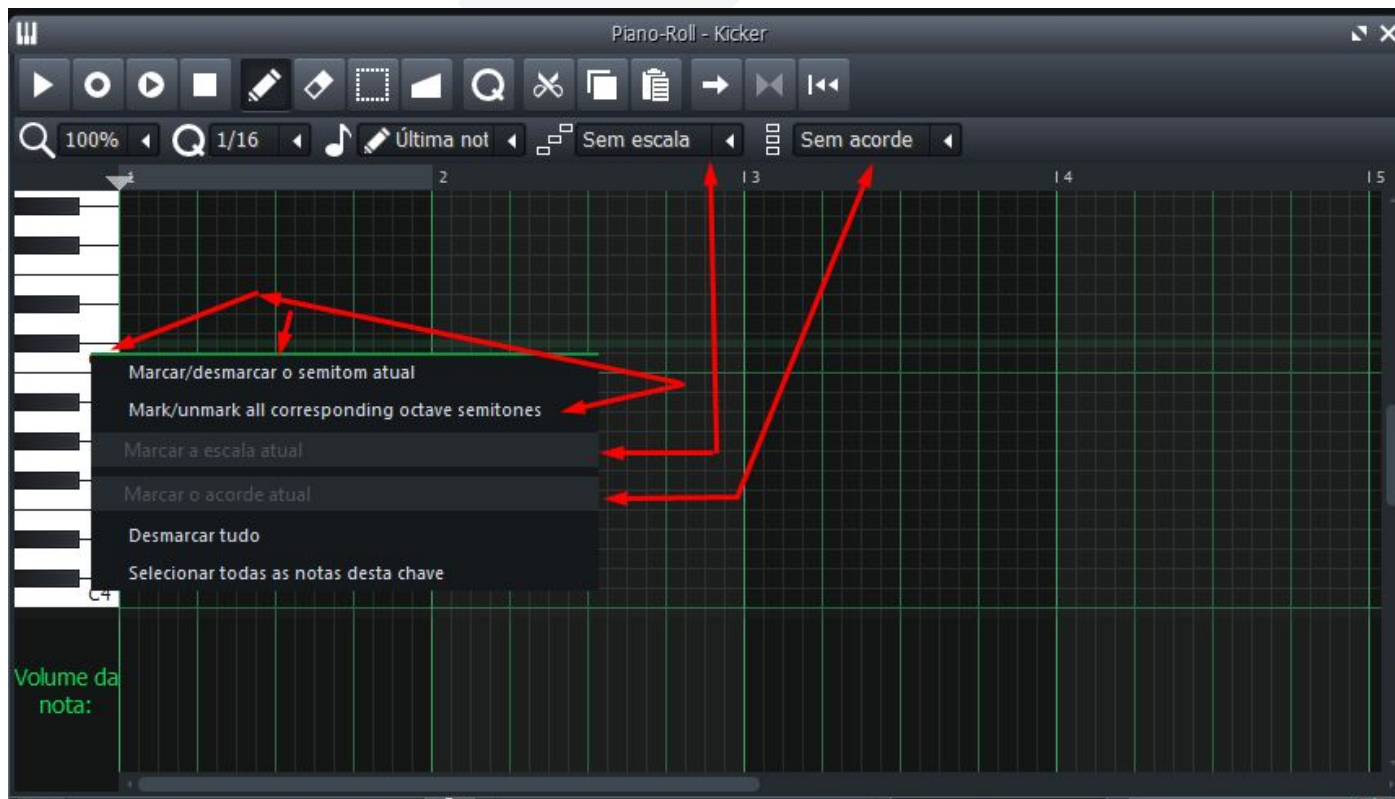 Piano-Roll - Kicker
100% 1/16 Última not Sem escala Sem acorde
1 2 3 4 5
Marcar/desmarcar o semitom atual
Mark/unmark all corresponding octave semitones
Marcar a escala atual
Marcar o acorde atual
Desmarcar tudo
Selecionar todas as notas desta chave
C4
Volume da
nota: